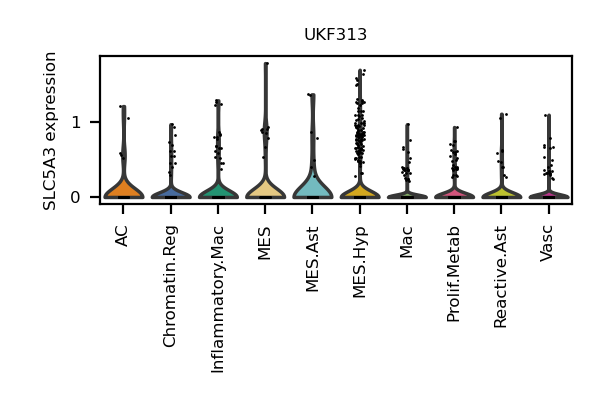 UKF313
SLC5A3 expression
1
0
AC
Chromatin.Reg
Inflammatory.Mac
MES
MES.Ast
MES.Hyp
Mac
Prolif.Metab
Reactive.Ast
Vasc